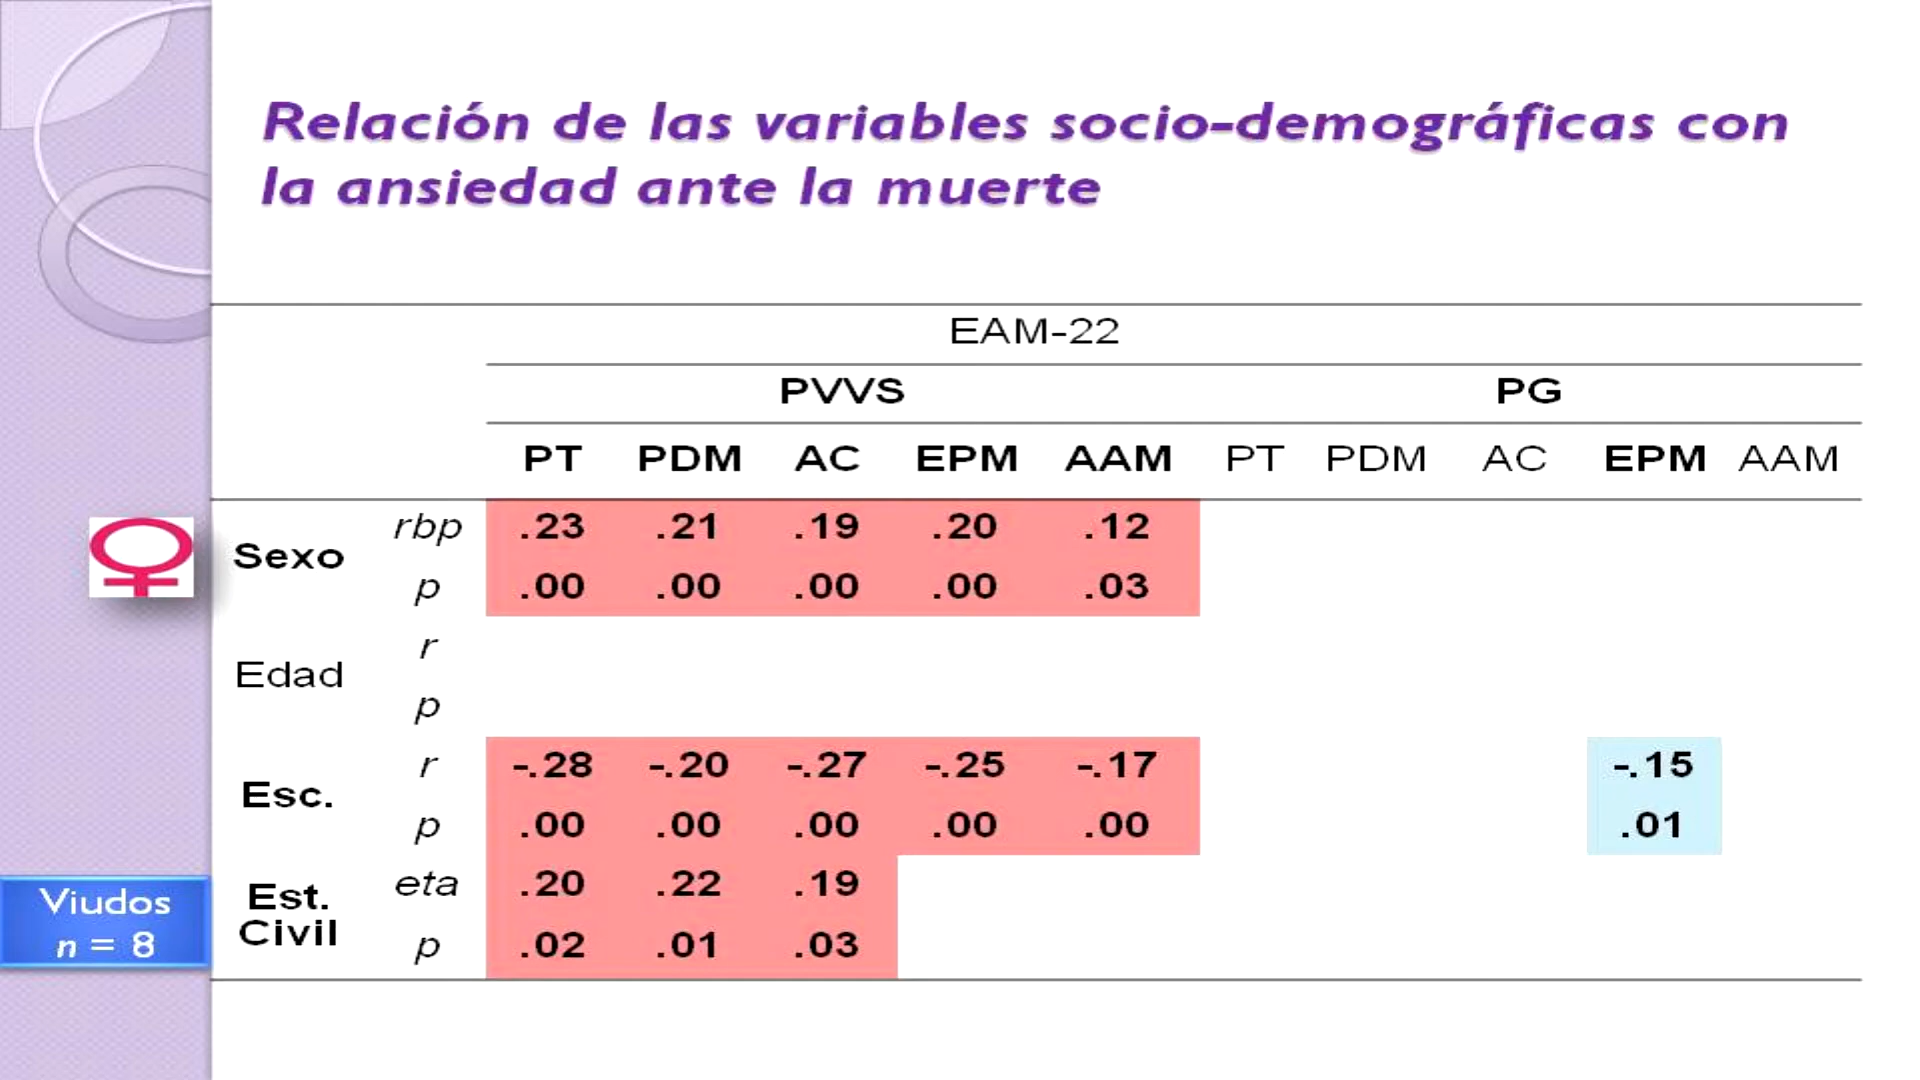 Relación de las variables socio-demográficas con
la ansiedad ante la muerte
EAM-22
PVVS PG
PT PDM AC EPM AAM PT PDM AC EPM AAM
Sexo
rbp .23 .21 .19 .20 .12
p .00 .00 .00 .00 .03
Edad
r
p
Esc.
r -.28 -.20 -.27 -.25 -.17 -.15
p .00 .00 .00 .00 .00 .01
Est.
Civil
eta .20 .22 .19
p .02 .01 .03
Viudos
n = 8